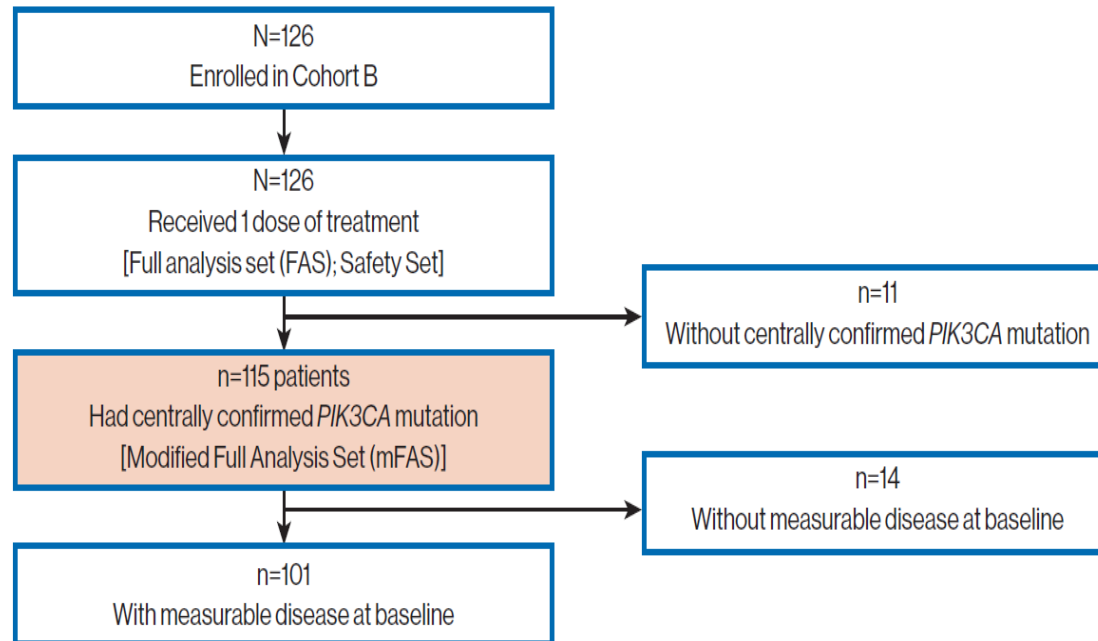 N=126
Enrolled in Cohort B
N=126
Received 1 dose of treatment
[Full analysis set (FAS); Safety Set]
n=11
Without centrally confirmed PIK3CA mutation
n=115 patients
Had centrally confirmed PIK3CA mutation
[Modified Full Analysis Set (mFAS)]
n=14
Without measurable disease at baseline
n=101
With measurable disease at baseline